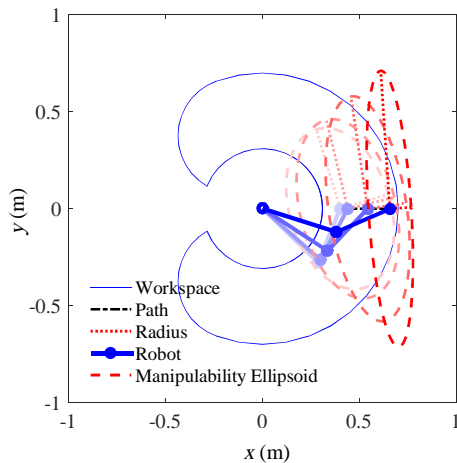 1
0.5
0
-0.5
-1
y (m)
Workspace
Path
Radius
Robot
Manipulability Ellipsoid
-1 -0.5 0 0.5 1
x (m)